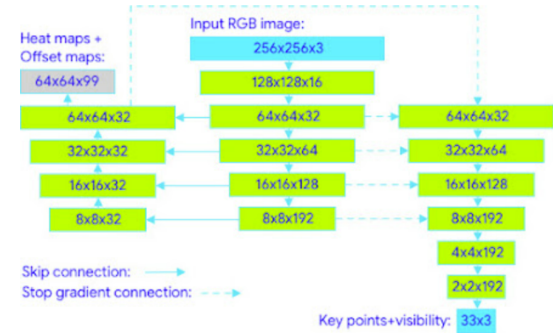 Input RGB image:
256x256x3
Heat maps +
Offset maps:
64x64x99
128x128x16
64x64x32
64x64x32
64x64x32
32x32x32
32x32x64
32x32x64
16x16x32
16x16x128
16x16x128
8x8x32
8x8x192
8x8x192
4x4x192
2x2x192
Skip connection:
Stop gradient connection:
Key points+visibility:
33x3